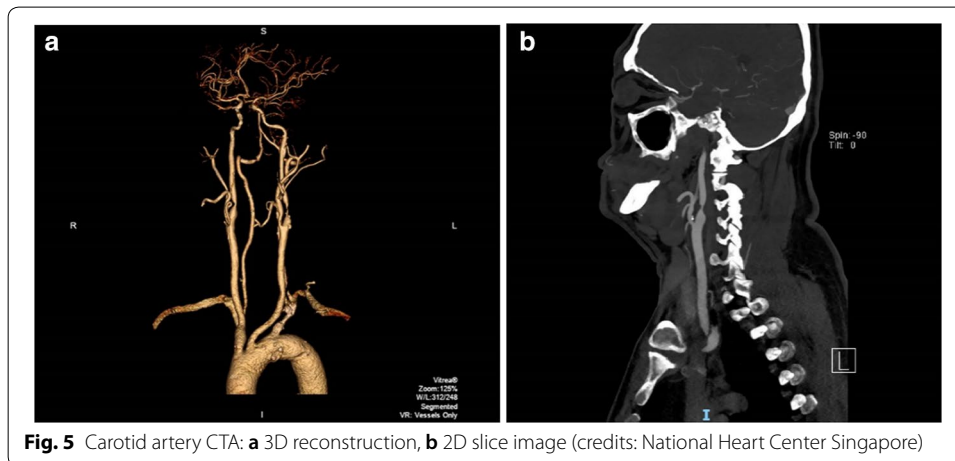 a
S
R
L
Vitrea®
Zoom:125%
W/L:312/248
Segmented
VR: Vessels Only
I
b
Spin: -90
Tilt: 0
L
I
Fig. 5 Carotid artery CTA: a 3D reconstruction, b 2D slice image (credits: National Heart Center Singapore)